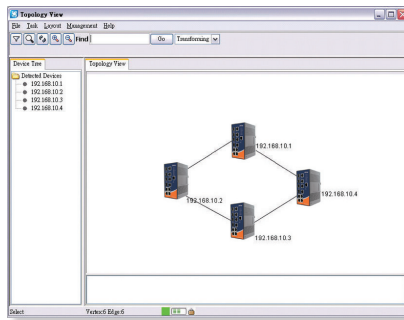 Topology View
File Task Layout Management Help
Find Go Transforming
Device Tree
Detected Devices
192.168.10.1
192.168.10.2
192.168.10.3
192.168.10.4
Topology View
192.168.10.1
192.168.10.2
192.168.10.4
192.168.10.3
Select Vertex:6 Edge:6